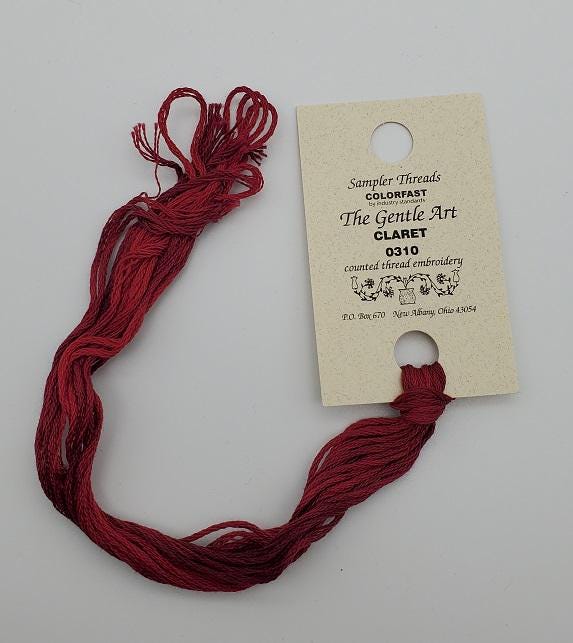 Sampler Threads
COLORFAST
by industry standards
The Gentle Art
CLARET
0310
counted thread embroidery
P.O. Box 670 New Albany, Ohio 43054